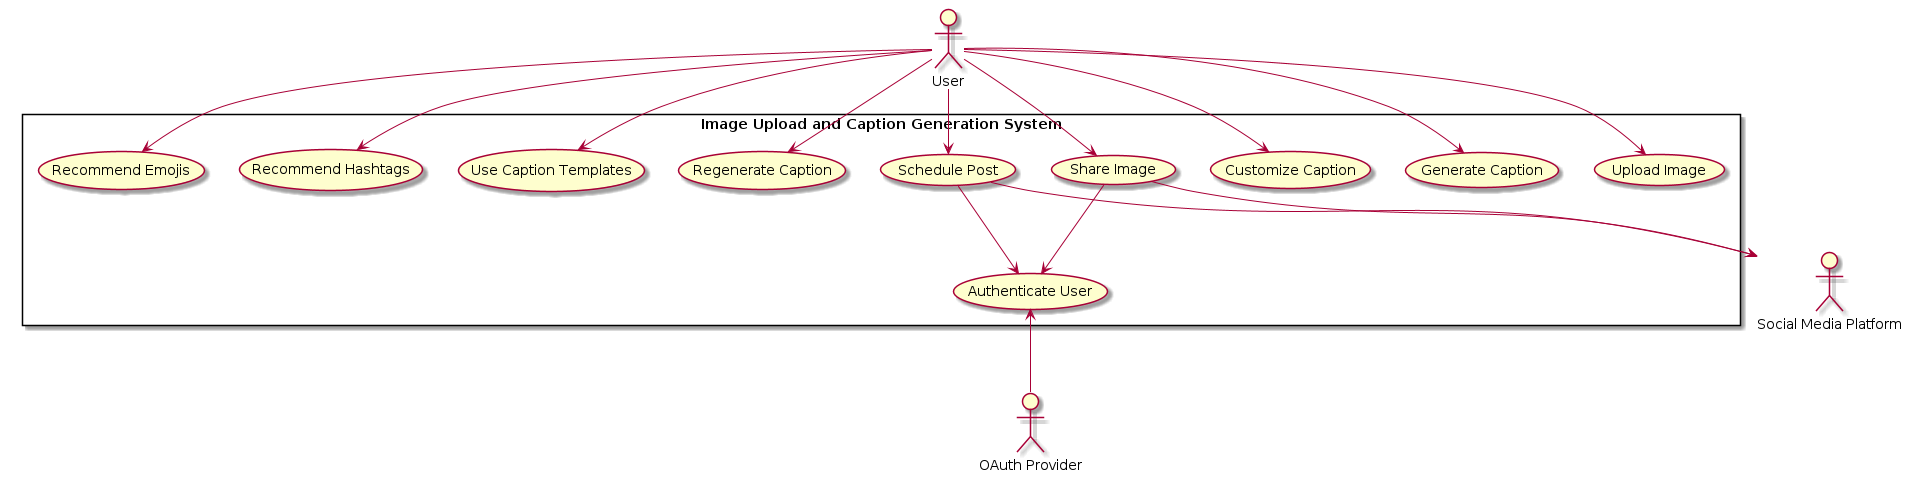 User
Image Upload and Caption Generation System
Recommend Emojis
Recommend Hashtags
Use Caption Templates
Regenerate Caption
Schedule Post
Share Image
Customize Caption
Generate Caption
Upload Image
Authenticate User
Social Media Platform
OAuth Provider